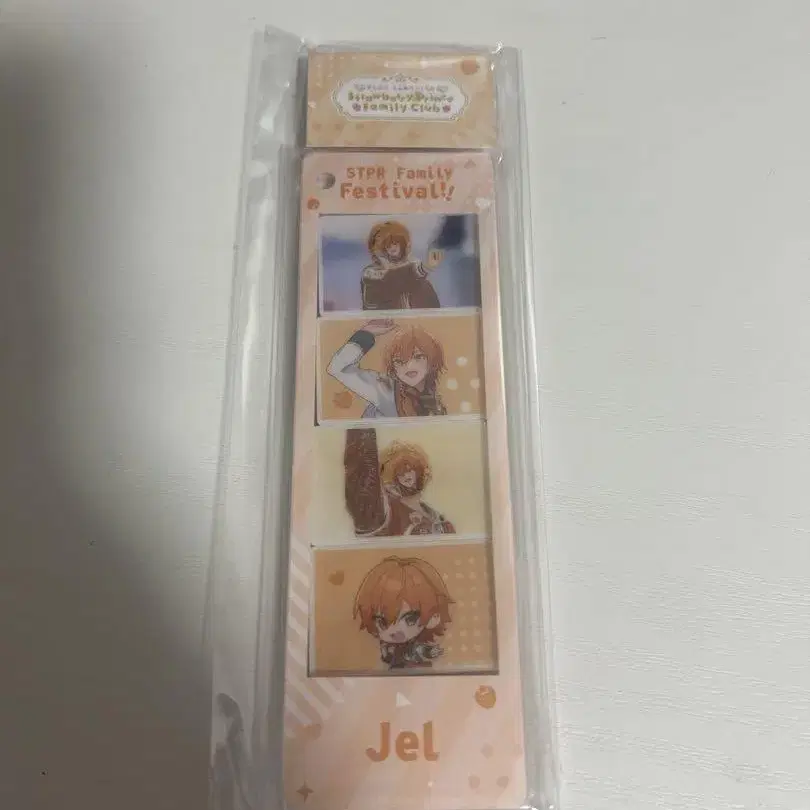 Strawberry Prince
Family Club
STPR Family
Festival!!
Jel